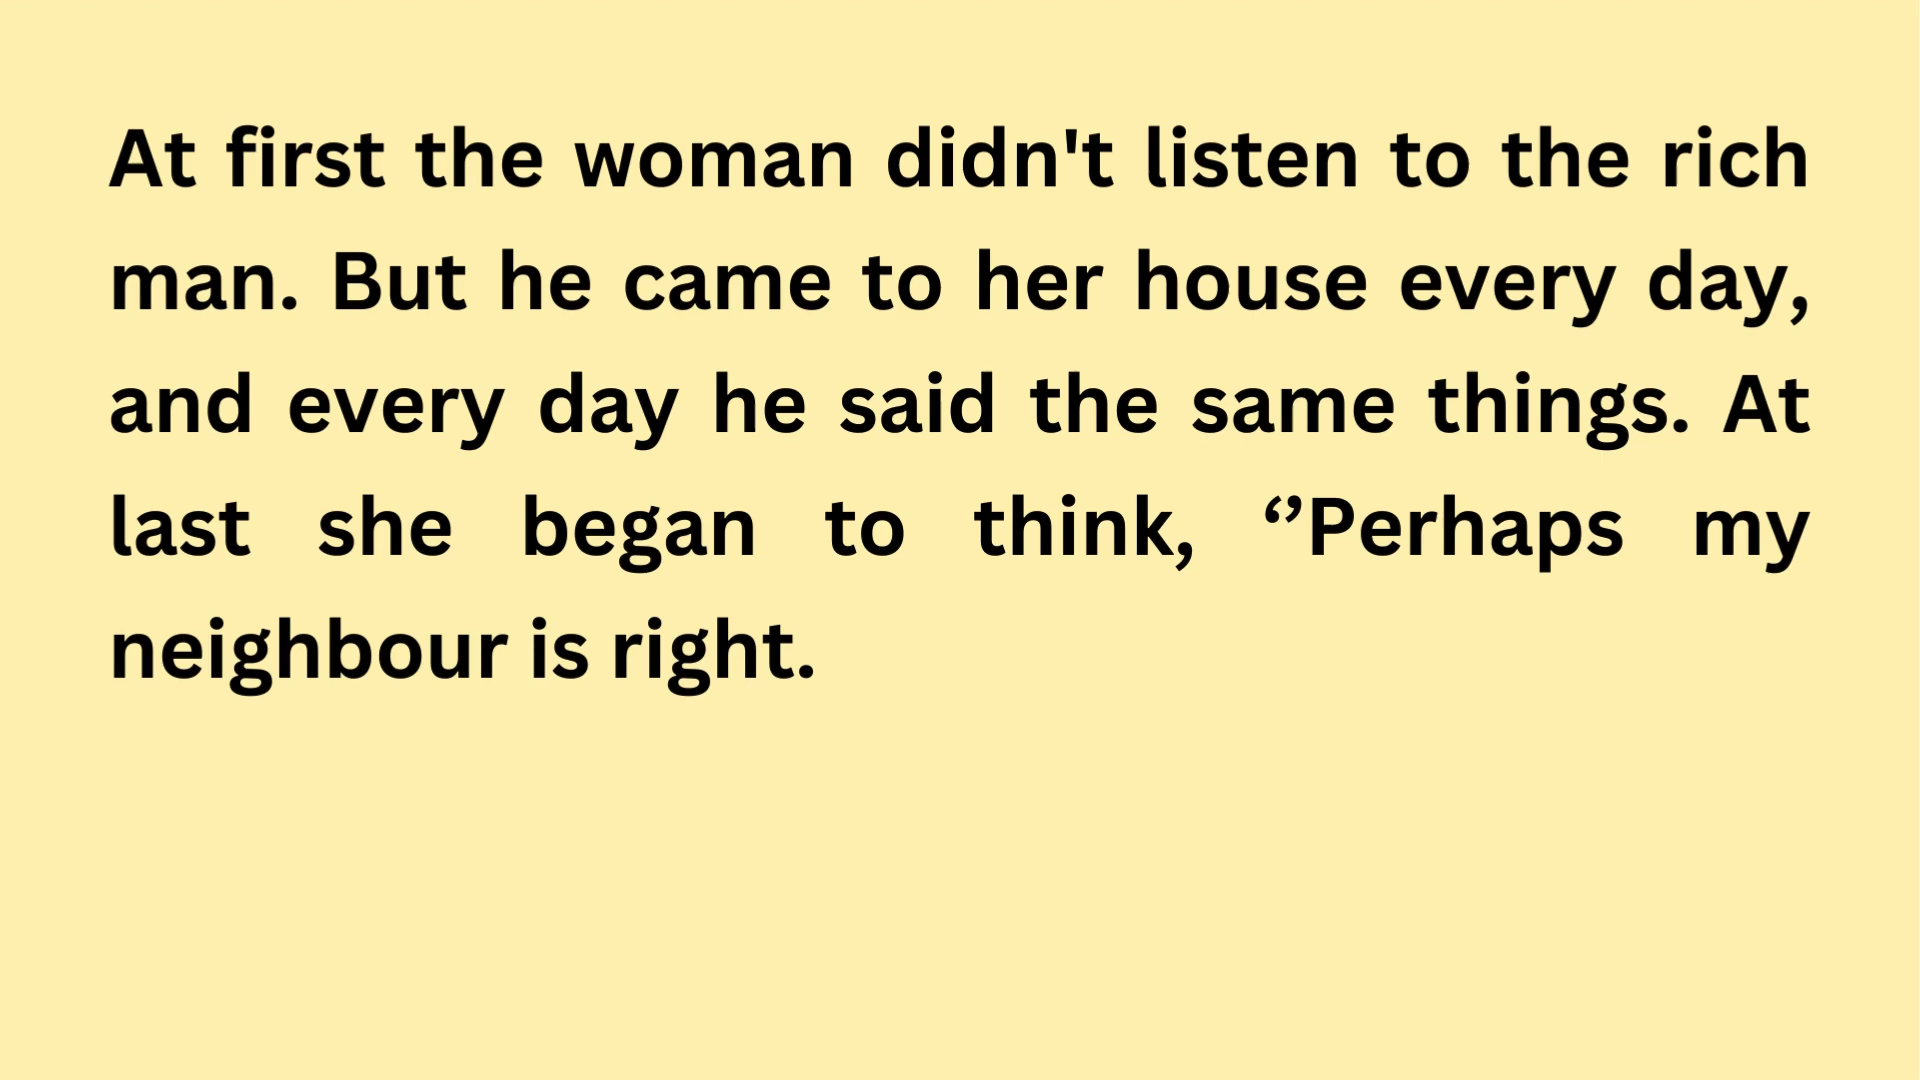 At first the woman didn't listen to the rich
man. But he came to her house every day,
and every day he said the same things. At
last she began to think, ‘’Perhaps my
neighbour is right.